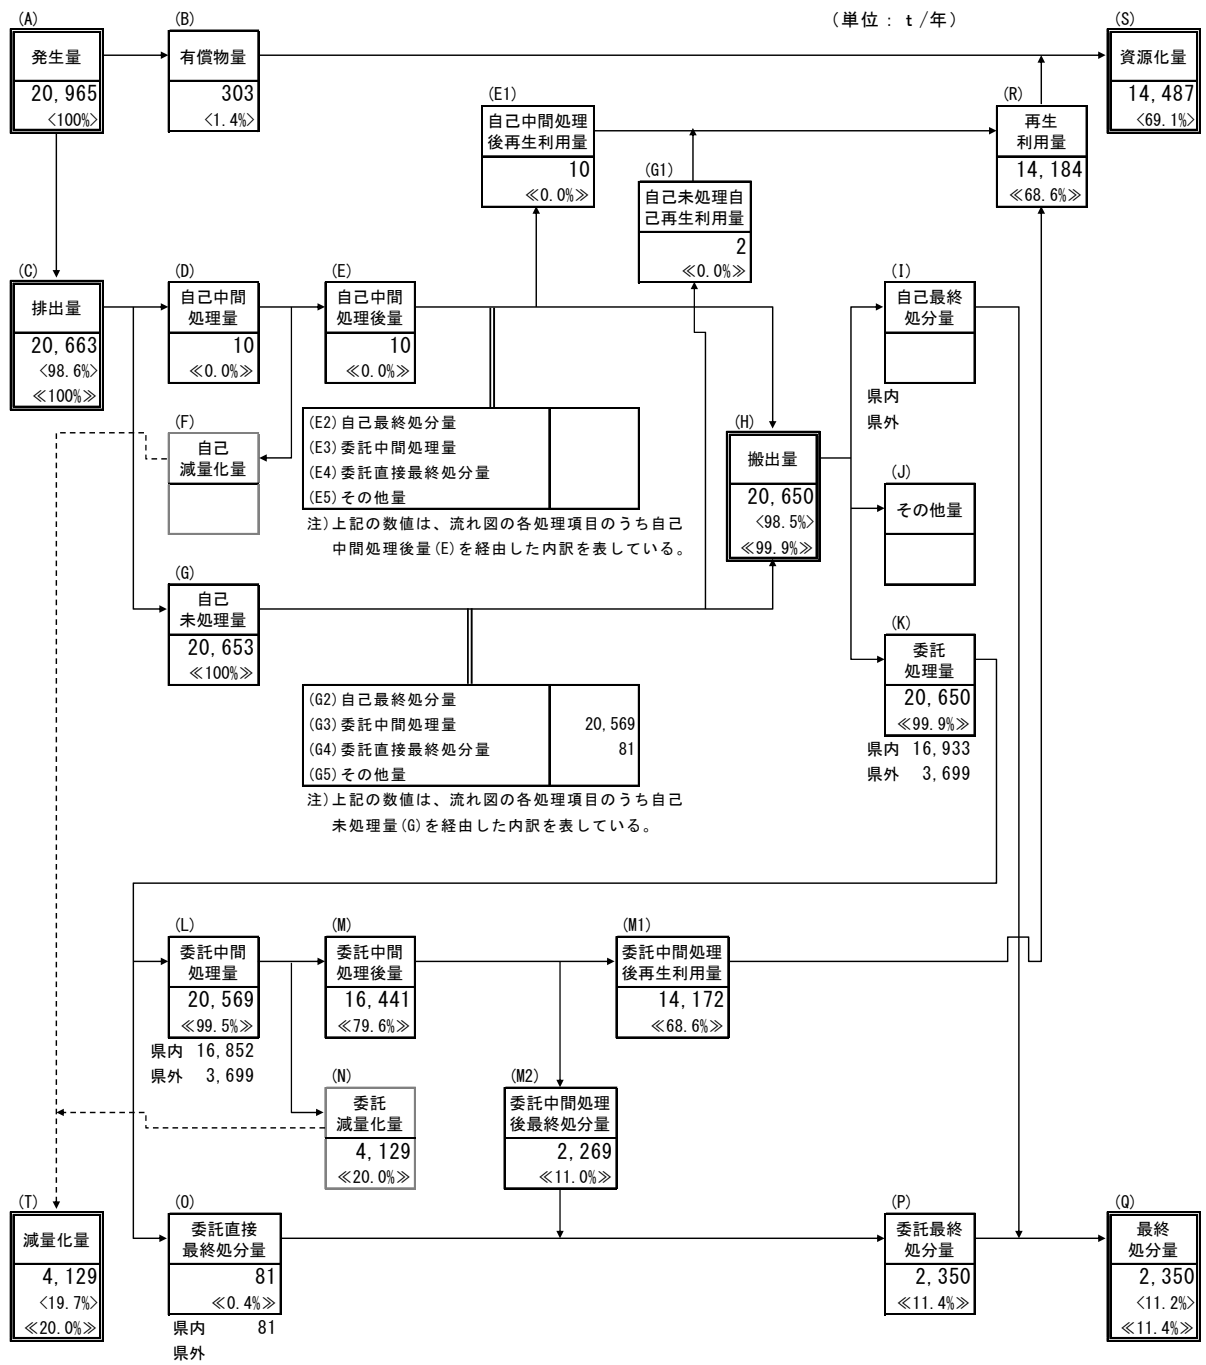 (単位：ｔ/年)
(A)
発生量
20,965
<100%>
(B)
有償物量
303
<1.4%>
(S)
資源化量
14,487
<69.1%>
(E1)
自己中間処理
後再生利用量
10
≪0.0%≫
(R)
再生
利用量
14,184
≪68.6%≫
(G1)
自己未処理自
己再生利用量
2
≪0.0%≫
(C)
排出量
20,663
<98.6%>
≪100%≫
(D)
自己中間
処理量
10
≪0.0%≫
(E)
自己中間
処理後量
10
≪0.0%≫
(I)
自己最終
処分量
県内
県外
(F)
自己
減量化量
(E2)自己最終処分量
(E3)委託中間処理量
(E4)委託直接最終処分量
(E5)その他量
注)上記の数値は、流れ図の各処理項目のうち自己
中間処理後量(E)を経由した内訳を表している。
(H)
搬出量
20,650
<98.5%>
≪99.9%≫
(J)
その他量
(G)
自己
未処理量
20,653
≪100%≫
(K)
委託
処理量
20,650
≪99.9%≫
県内 16,933
県外 3,699
(G2)自己最終処分量
(G3)委託中間処理量 20,569
(G4)委託直接最終処分量 81
(G5)その他量
注)上記の数値は、流れ図の各処理項目のうち自己
未処理量(G)を経由した内訳を表している。
(L)
委託中間
処理量
20,569
≪99.5%≫
県内 16,852
県外 3,699
(M)
委託中間
処理後量
16,441
≪79.6%≫
(M1)
委託中間処理
後再生利用量
14,172
≪68.6%≫
(N)
委託
減量化量
4,129
≪20.0%≫
(M2)
委託中間処理
後最終処分量
2,269
≪11.0%≫
(T)
減量化量
4,129
<19.7%>
≪20.0%≫
(O)
委託直接
最終処分量
81
≪0.4%≫
県内 81
県外
(P)
委託最終
処分量
2,350
≪11.4%≫
(Q)
最終
処分量
2,350
<11.2%>
≪11.4%≫